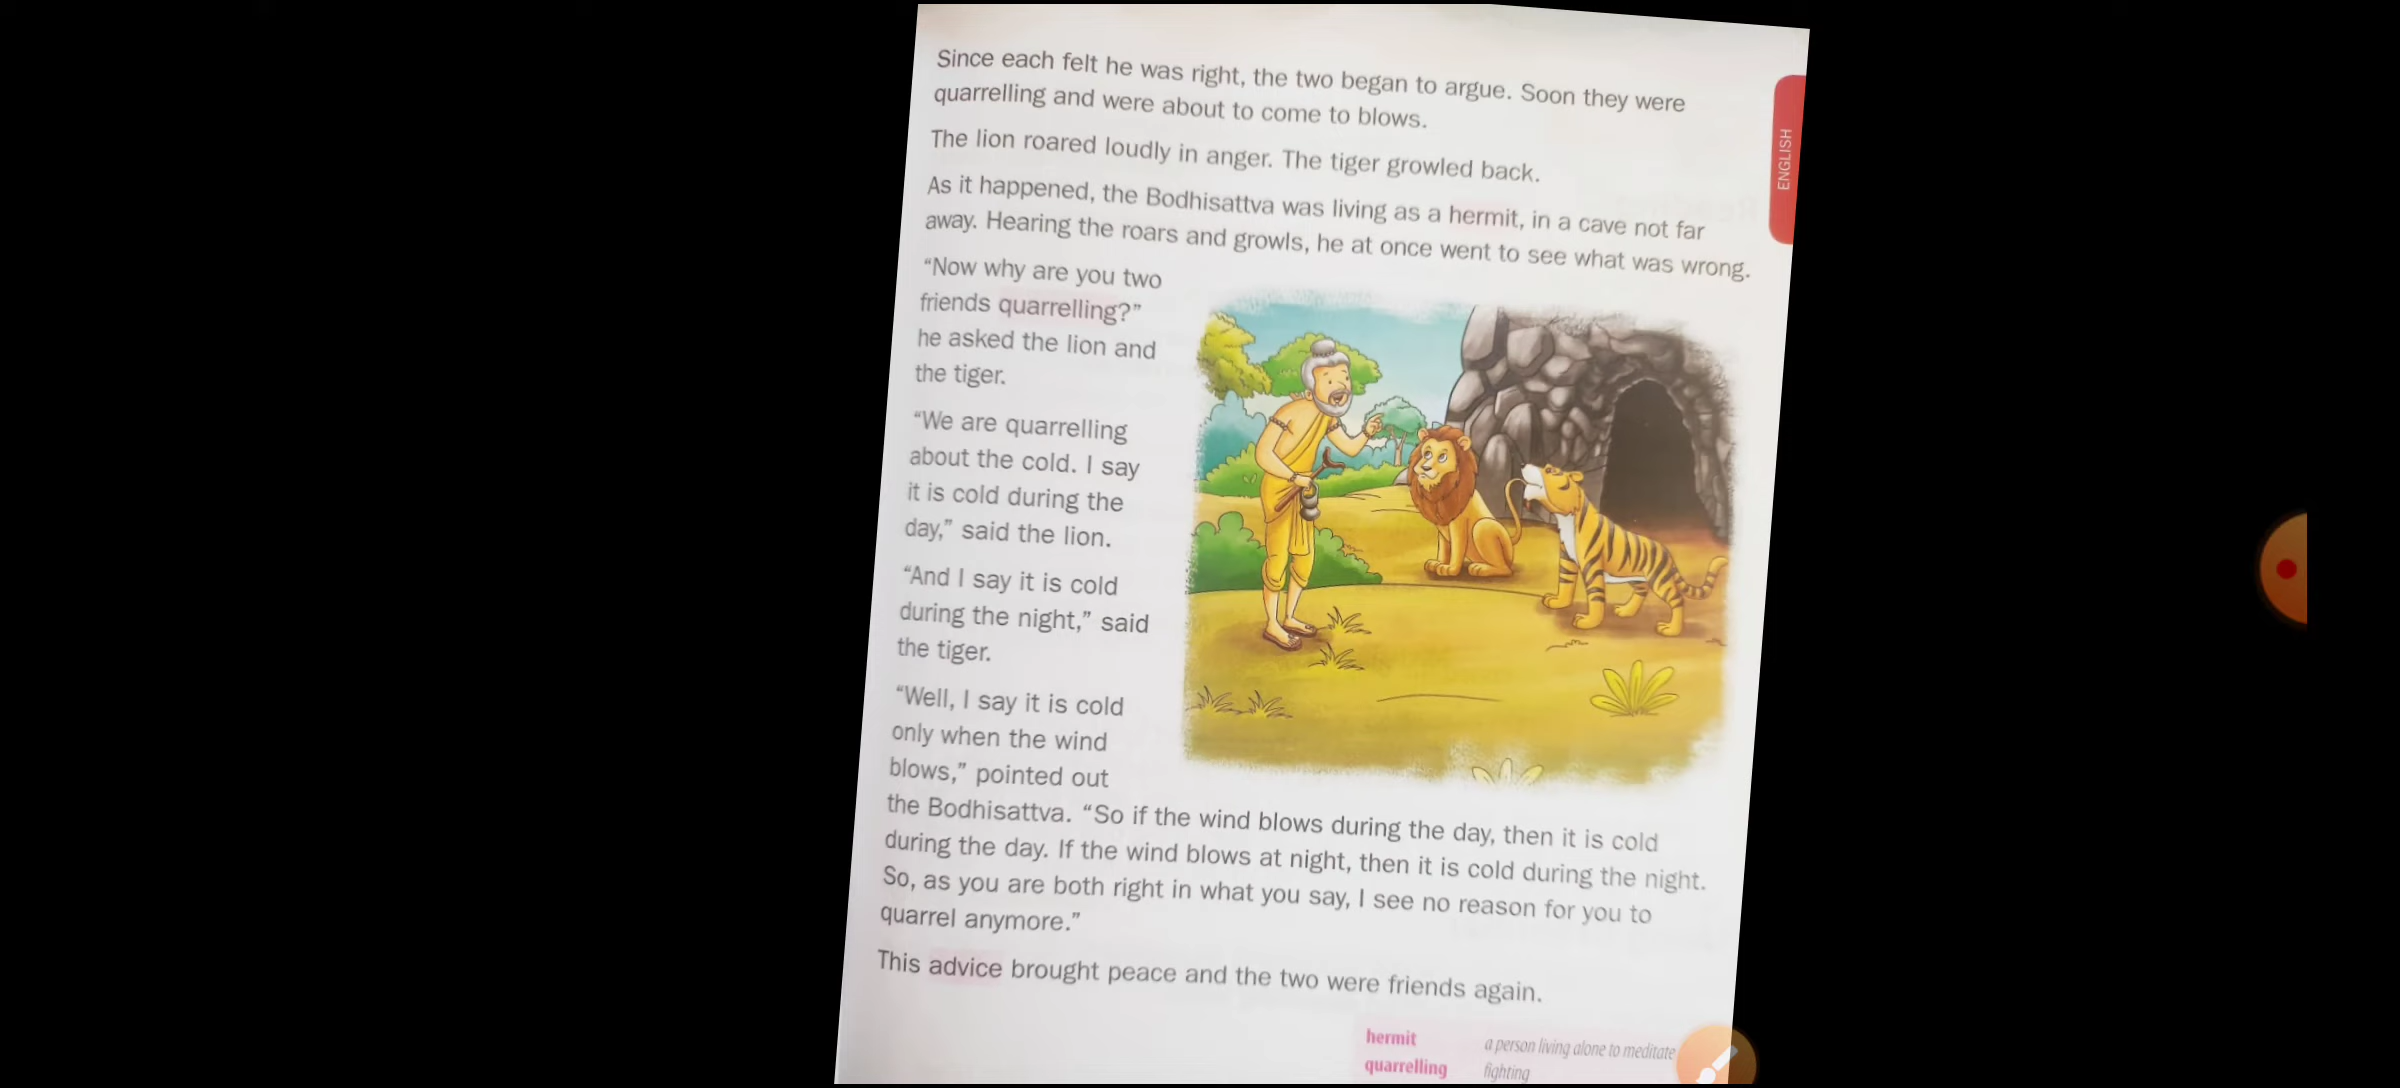 Since each felt he was right, the two began to argue. Soon they were
quarrelling and were about to come to blows.
The lion roared loudly in anger. The tiger growled back.
As it happened, the Bodhisattva was living as a hermit, in a cave not far
away. Hearing the roars and growls, he at once went to see what was wrong.
“Now why are you two
friends quarrelling?”
he asked the lion and
the tiger.
“We are quarrelling
about the cold. I say
it is cold during the
day,” said the lion.
“And I say it is cold
during the night,” said
the tiger.
“Well, I say it is cold
only when the wind
blows,” pointed out
the Bodhisattva. “So if the wind blows during the day, then it is cold
during the day. If the wind blows at night, then it is cold during the night.
So, as you are both right in what you say, I see no reason for you to
quarrel anymore.”
This advice brought peace and the two were friends again.
hermit a person living alone to meditate
quarrelling fighting
ENGLISH